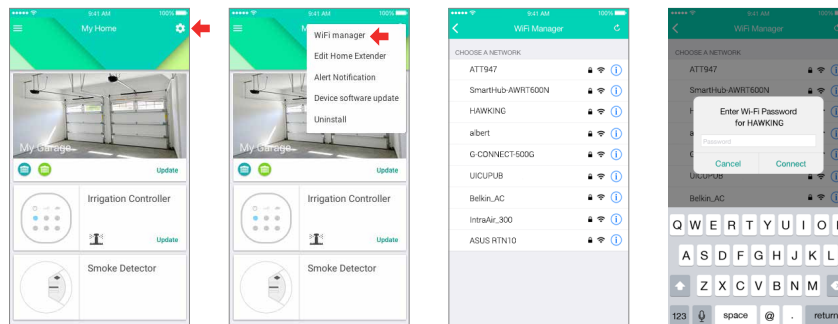 9:41 AM
100%
My Home
My Garage
Update
Irrigation Controller
Update
Smoke Detector
9:41 AM
100%
WiFi manager
Edit Home Extender
Alert Notification
Device software update
Uninstall
My Garage
Update
Irrigation Controller
Update
Smoke Detector
9:41 AM
100%
WiFi Manager
CHOOSE A NETWORK
ATT947
SmartHub-AWRT600N
HAWKING
aibert
G-CONNECT-500G
UICUPUB
Belkin_AC
IntraAir_300
ASUS RTN10
9:41 AM
100%
WiFi Manager
CHOOSE A NETWORK
ATT947
SmartHub-AWRT600N
Enter Wi-Fi Password
for HAWKING
Password
Cancel Connect
UICUPUB
Belkin_AC
Q W E R T Y U I O
A S D F G H J K L
Z X C V B N M
123 space @ . return